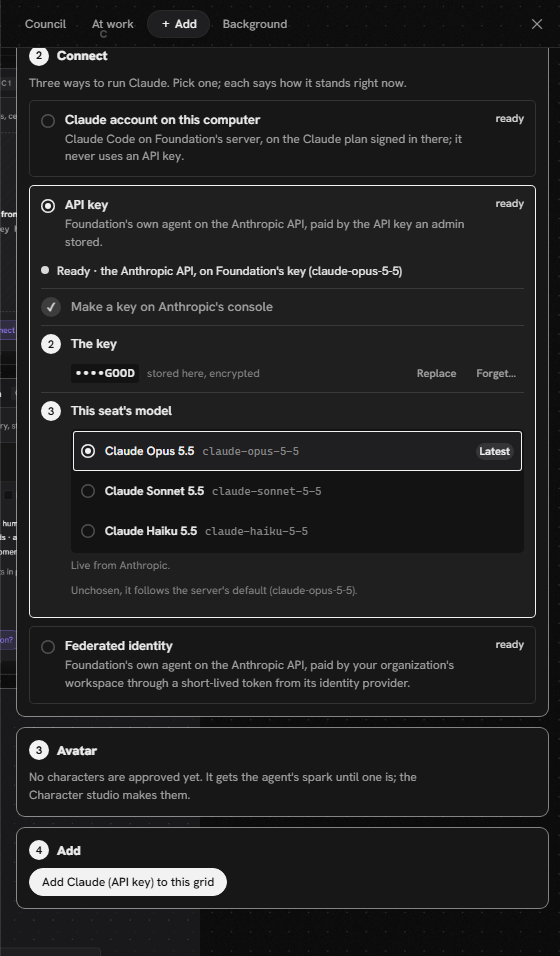 Council At work + Add Background
C
2 Connect
Three ways to run Claude. Pick one; each says how it stands right now.
Claude account on this computer ready
Claude Code on Foundation's server, on the Claude plan signed in there; it
never uses an API key.
API key ready
Foundation's own agent on the Anthropic API, paid by the API key an admin
stored.
Ready · the Anthropic API, on Foundation's key (claude-opus-5-5)
Make a key on Anthropic's console
2 The key
••••GOOD stored here, encrypted Replace Forget...
3 This seat's model
Claude Opus 5.5 claude-opus-5-5 Latest
Claude Sonnet 5.5 claude-sonnet-5-5
Claude Haiku 5.5 claude-haiku-5-5
Live from Anthropic.
Unchosen, it follows the server's default (claude-opus-5-5).
Federated identity ready
Foundation's own agent on the Anthropic API, paid by your organization's
workspace through a short-lived token from its identity provider.
3 Avatar
No characters are approved yet. It gets the agent's spark until one is; the
Character studio makes them.
4 Add
Add Claude (API key) to this grid